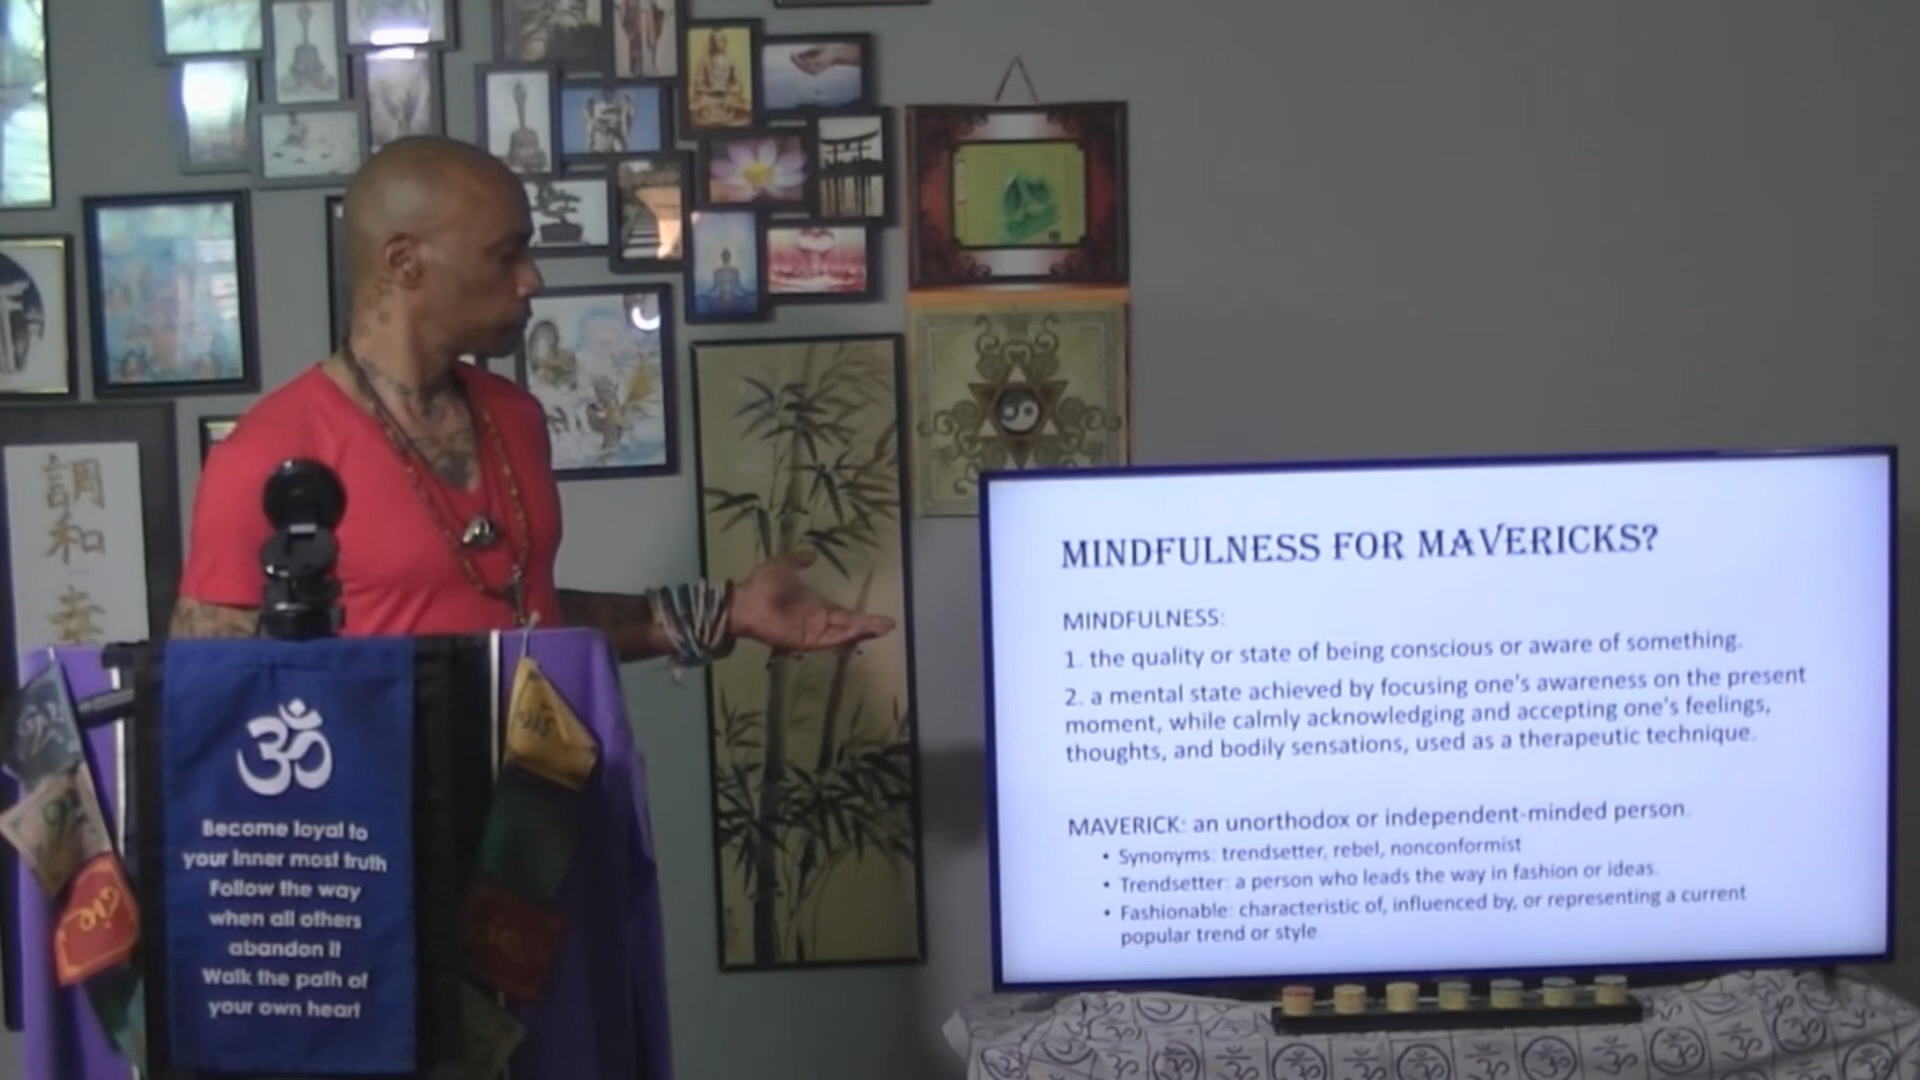 調
和
幸
Become loyal to
your inner most truth
Follow the way
when all others
abandon it
Walk the path of
your own heart
MINDFULNESS FOR MAVERICKS?
MINDFULNESS:
1. the quality or state of being conscious or aware of something.
2. a mental state achieved by focusing one's awareness on the present
moment, while calmly acknowledging and accepting one's feelings,
thoughts, and bodily sensations, used as a therapeutic technique.
MAVERICK: an unorthodox or independent-minded person.
• Synonyms: trendsetter, rebel, nonconformist
• Trendsetter: a person who leads the way in fashion or ideas.
• Fashionable: characteristic of, influenced by, or representing a current
popular trend or style